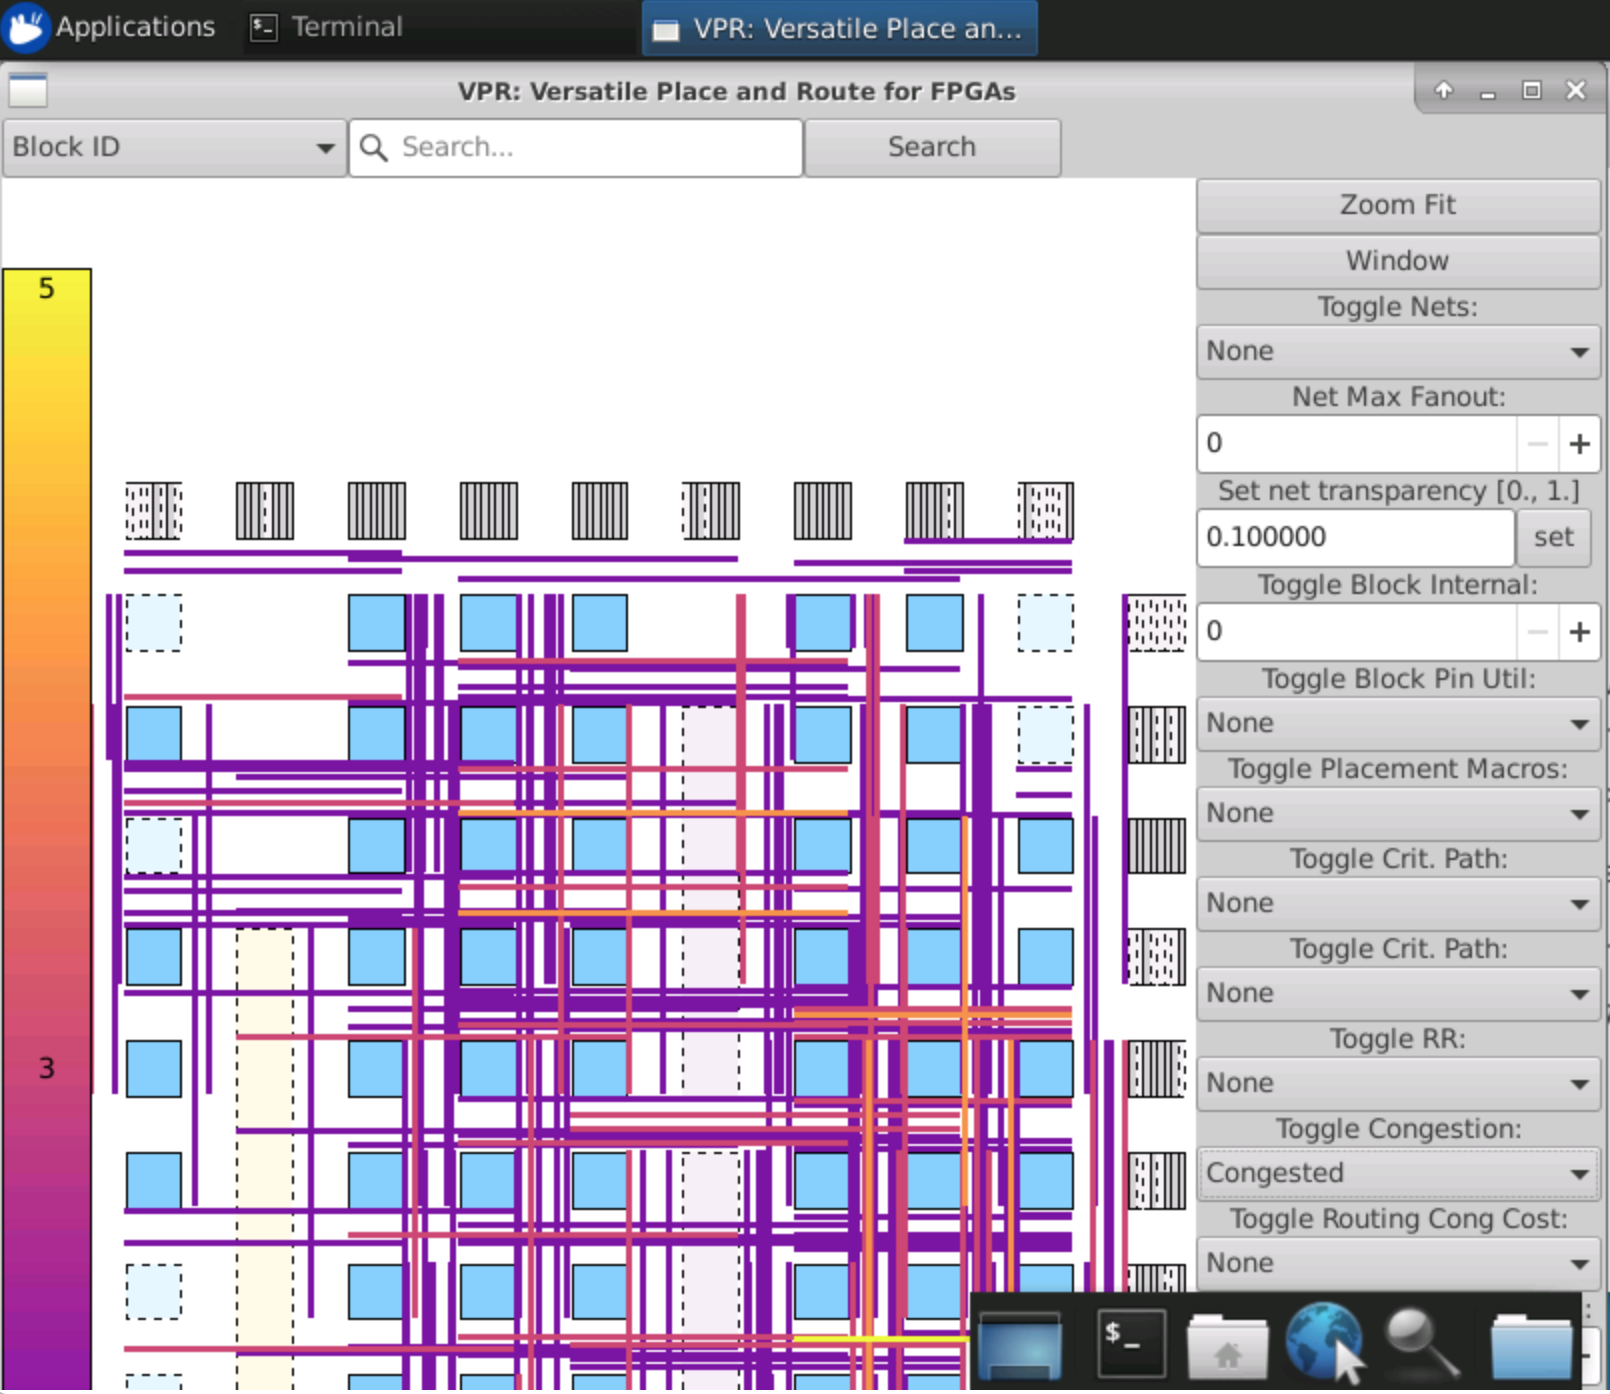 Applications
Terminal
VPR: Versatile Place an...
VPR: Versatile Place and Route for FPGAs
Block ID
Search...
Search
Zoom Fit
Window
Toggle Nets:
None
Net Max Fanout:
0
Set net transparency [0., 1.]
0.100000
set
Toggle Block Internal:
0
Toggle Block Pin Util:
None
Toggle Placement Macros:
None
Toggle Crit. Path:
None
Toggle Crit. Path:
None
Toggle RR:
None
Toggle Congestion:
Congested
Toggle Routing Cong Cost:
None
5
3
$_